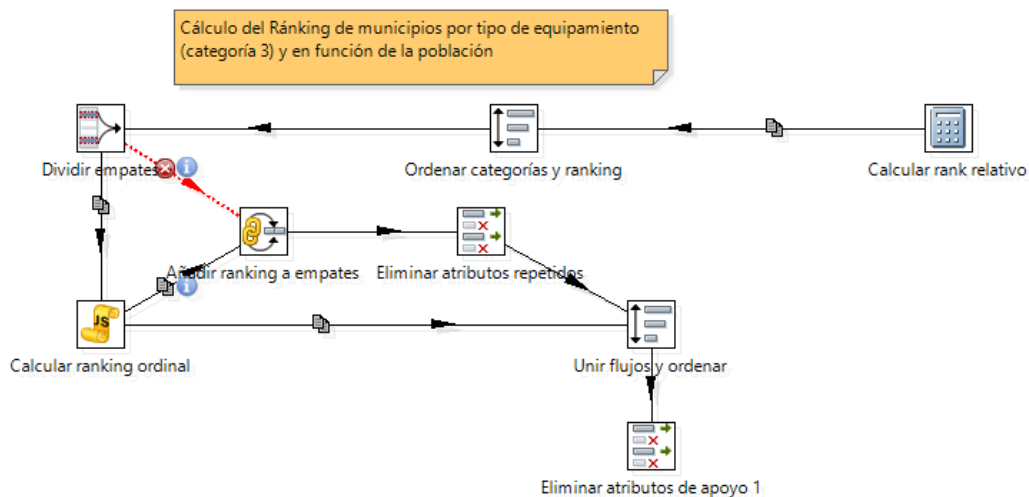 Cálculo del Ránking de municipios por tipo de equipamiento
(categoría 3) y en función de la población
Dividir empates
Ordenar categorías y ranking
Calcular rank relativo
Añadir ranking a empates
Eliminar atributos repetidos
JS
Calcular ranking ordinal
Unir flujos y ordenar
Eliminar atributos de apoyo 1